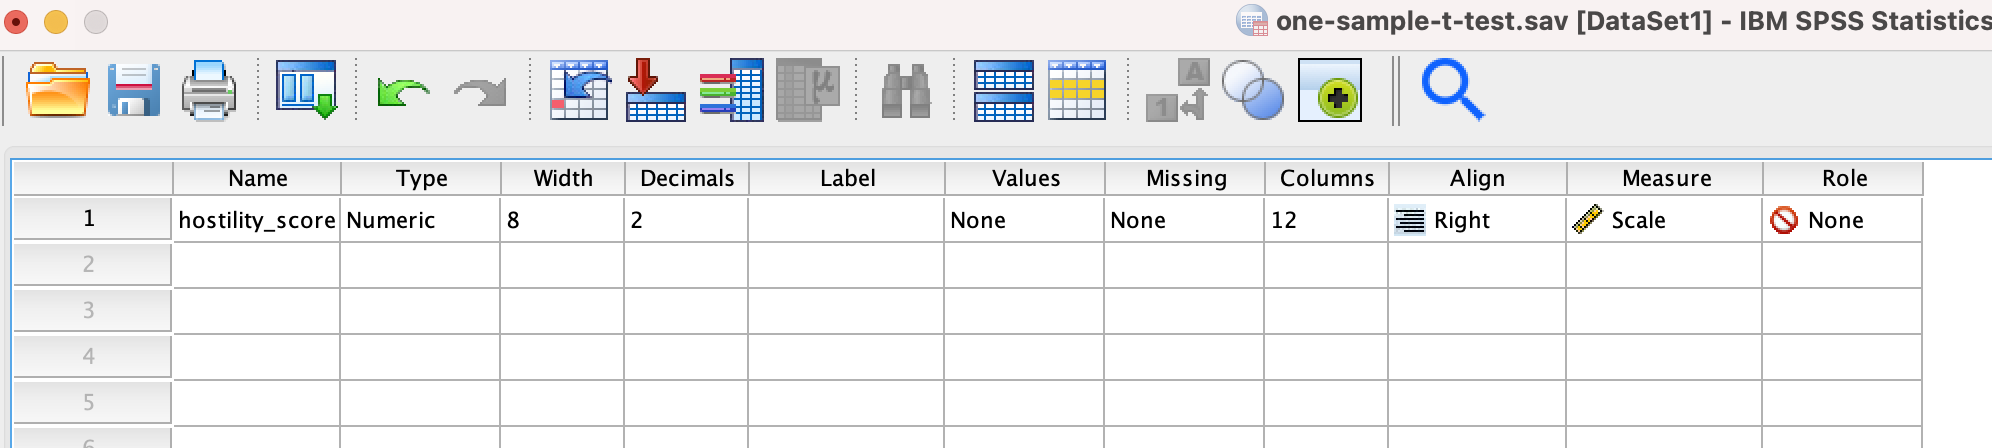 one-sample-t-test.sav [DataSet1] - IBM SPSS Statistics
Name Type Width Decimals Label Values Missing Columns Align Measure Role
1 hostility_score Numeric 8 2 None None 12 Right Scale None
2
3
4
5
6